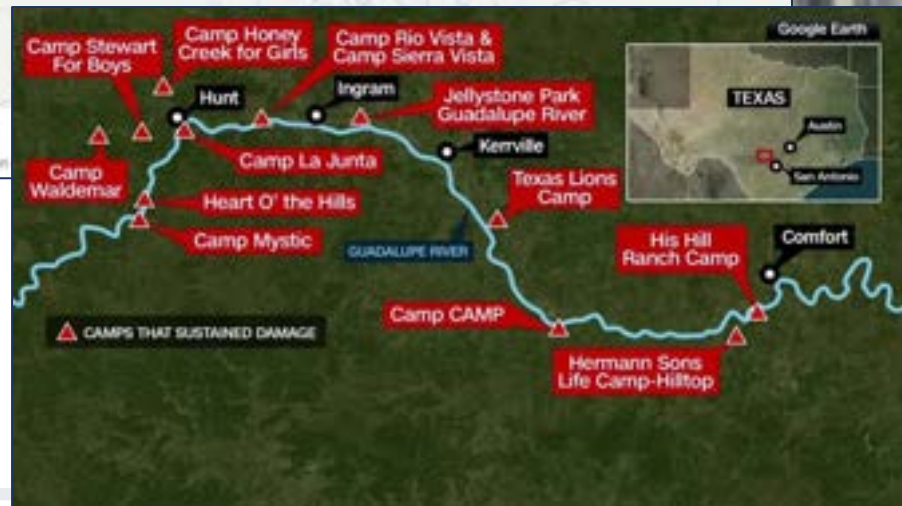 Google Earth
Camp Stewart
For Boys
Camp Honey
Creek for Girls
Camp Rio Vista &
Camp Sierra Vista
Hunt
Ingram
Jellystone Park
Guadalupe River
TEXAS
Austin
San Antonio
Camp
Waldemar
Camp La Junta
Kerrville
Heart O' the Hills
Texas Lions
Camp
Camp Mystic
GUADALUPE RIVER
His Hill
Ranch Camp
Comfort
Camp CAMP
CAMPS THAT SUSTAINED DAMAGE
Hermann Sons
Life Camp-Hilltop